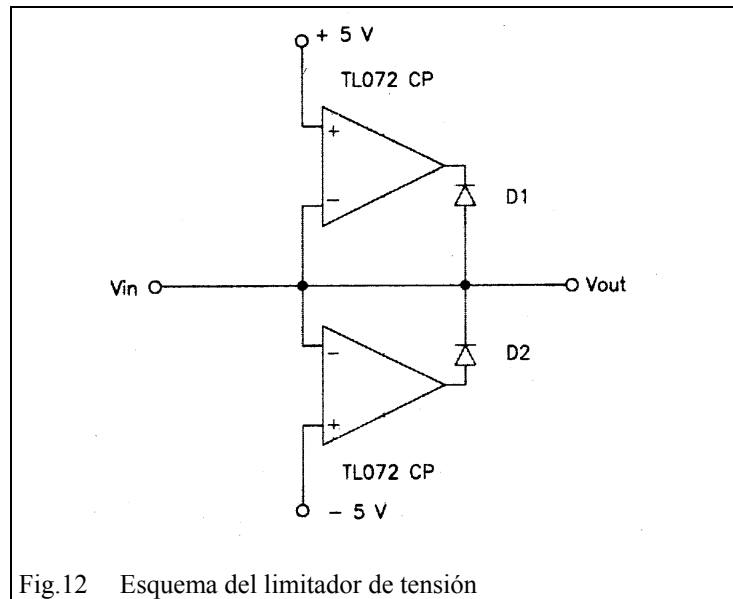 + 5 V
TL072 CP
+
−
D1
Vin
Vout
−
D2
+
TL072 CP
− 5 V
Fig.12 Esquema del limitador de tensión